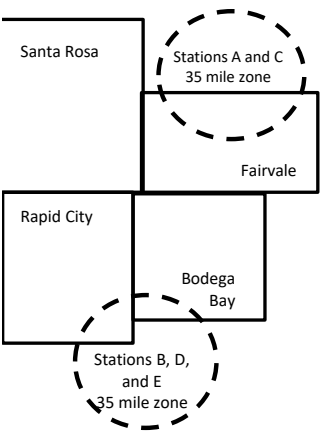 Santa Rosa
Stations A and C
35 mile zone
Fairvale
Rapid City
Bodega
Bay
Stations B, D,
and E
35 mile zone